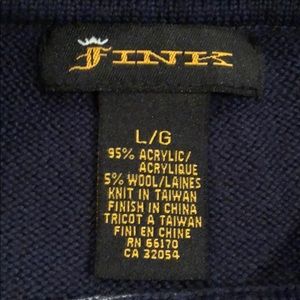 FINK
L/G
95% ACRYLIC/
ACRYLIQUE
5% WOOL/LAINES
KNIT IN TAIWAN
FINISH IN CHINA
TRICOT A TAIWAN
FINI EN CHINE
RN 66170
CA 32054